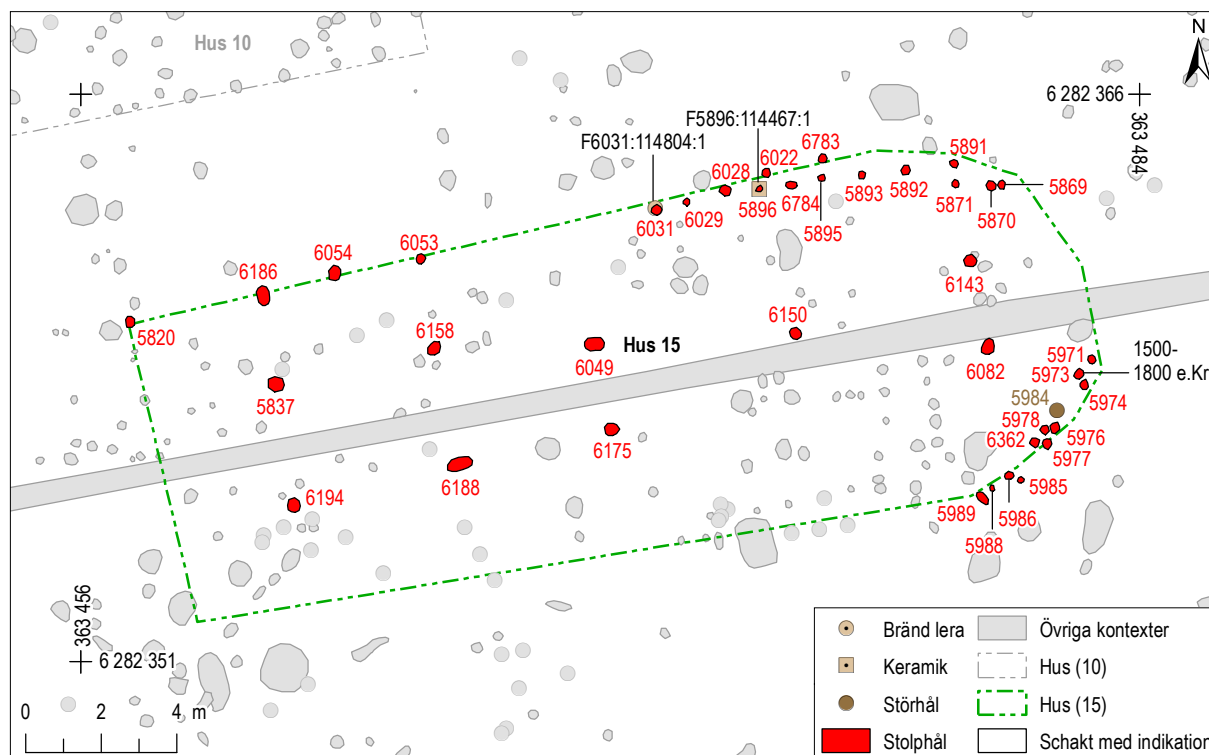 Hus 10
N
6 282 366
363 484
F5896:114467:1
F6031:114804:1
6783
6022
5891
6028
5892
5893
5869
5871
5870
5896
6784
6029
6031
5895
6053
6054
6186
6143
5820
6150
6158
6049
Hus 15
6082
5971
1500-
1800 e.Kr
5973
5837
5974
5984
5978
6362
5976
5977
6175
6188
6194
5985
5986
5989
5988
363 456
6 282 351
0 2 4 m
Bränd lera
Övriga kontexter
Keramik
Hus (10)
Störhål
Hus (15)
Stolphål
Schakt med indikation